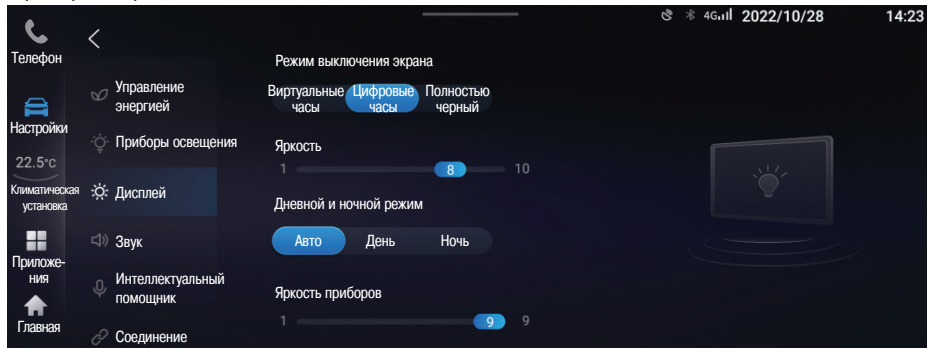 4G 2022/10/28 14:23
Телефон
Настройки
22.5°C
Климатическая
установка
Приложе-
ния
Главная
Управление
энергией
Приборы освещения
Дисплей
Звук
Интеллектуальный
помощник
Соединение
Режим выключения экрана
Виртуальные
часы
Цифровые
часы
Полностью
черный
Яркость
1 8 10
Дневной и ночной режим
Авто День Ночь
Яркость приборов
1 9 9